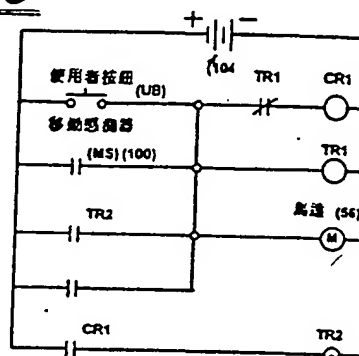 + −
(104
使用者按鈕
(UB)
TR1
CR1
移動感測器
(MS) (100)
TR1
TR2
馬達 (56)
M
CR1
TR2